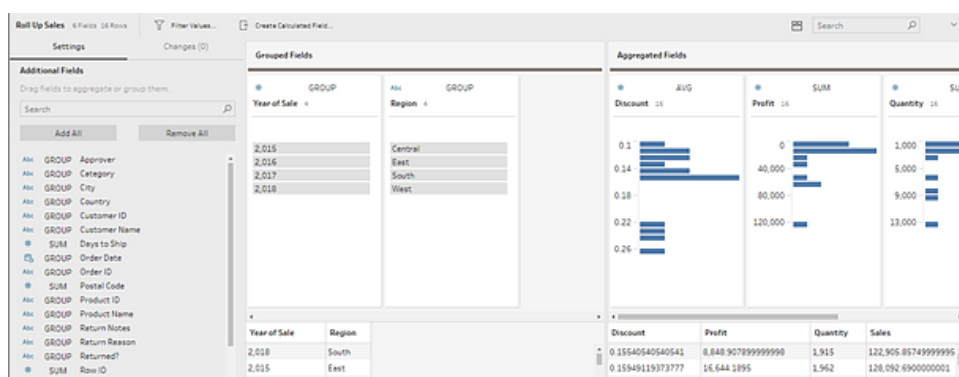 Roll Up Sales 6 Fields 16 Rows Filter Values... Create Calculated Field... Search
Settings Changes (0)
Additional Fields
Drag fields to aggregate or group them.
Search
Add All Remove All
Abc GROUP Approver
Abc GROUP Category
Abc GROUP City
Abc GROUP Country
Abc GROUP Customer ID
Abc GROUP Customer Name
SUM Days to Ship
GROUP Order Date
Abc GROUP Order ID
SUM Postal Code
Abc GROUP Product ID
Abc GROUP Product Name
Abc GROUP Return Notes
Abc GROUP Return Reason
Abc GROUP Returned?
SUM Row ID
Grouped Fields
GROUP
Year of Sale 4
2,015
2,016
2,017
2,018
Abc GROUP
Region 4
Central
East
South
West
Aggregated Fields
AVG
Discount 16
0.1
0.14
0.18
0.22
0.26
SUM
Profit 16
0
40,000
80,000
120,000
SU
Quantity 16
1,000
5,000
9,000
13,000
Year of Sale Region
2,018 South
2,015 East
Discount Profit Quantity Sales
0.15540540540541 8,848.907899999998 1,915 122,905.85749999995
0.15949119373777 16,644.1895 1,962 128,092.6900000001